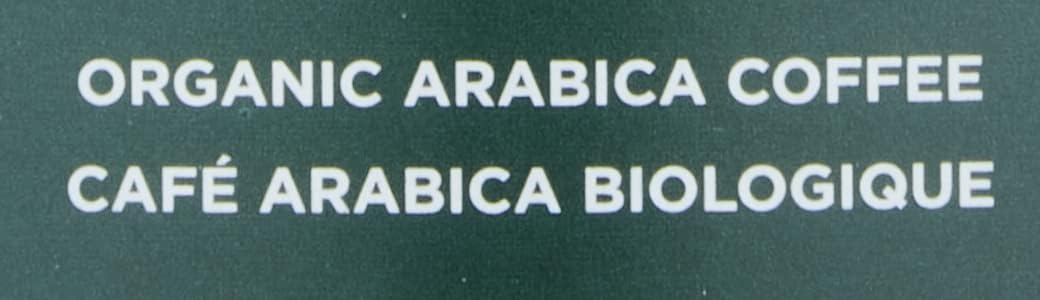 ORGANIC ARABICA COFFEE
CAFÉ ARABICA BIOLOGIQUE